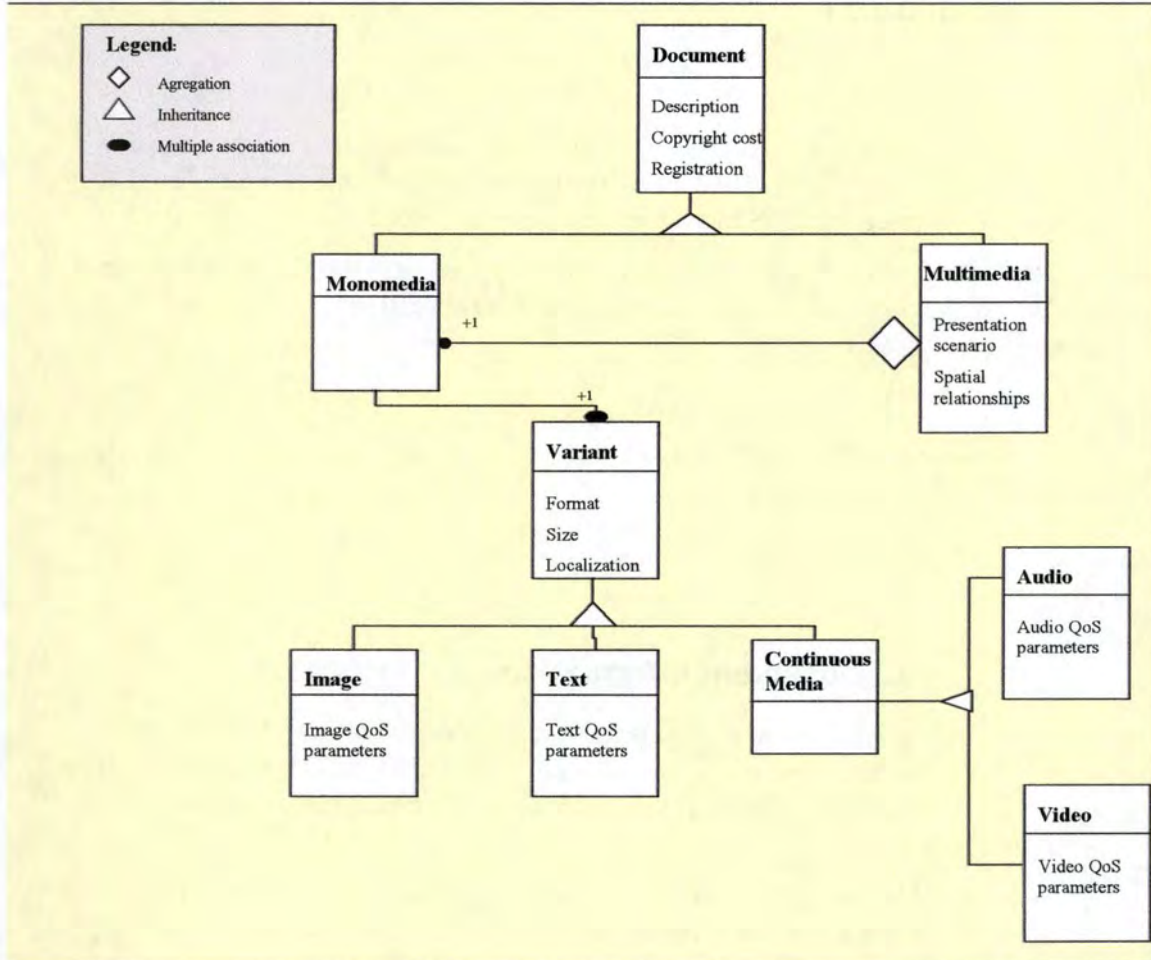 Legend:
Agregation
Inheritance
Multiple association
Document
Description
Copyright cost
Registration
Monomedia
Multimedia
Presentation
scenario
Spatial
relationships
+1
+1
Variant
Format
Size
Localization
Image
Image QoS
parameters
Text
Text QoS
parameters
Continuous
Media
Audio
Audio QoS
parameters
Video
Video QoS
parameters